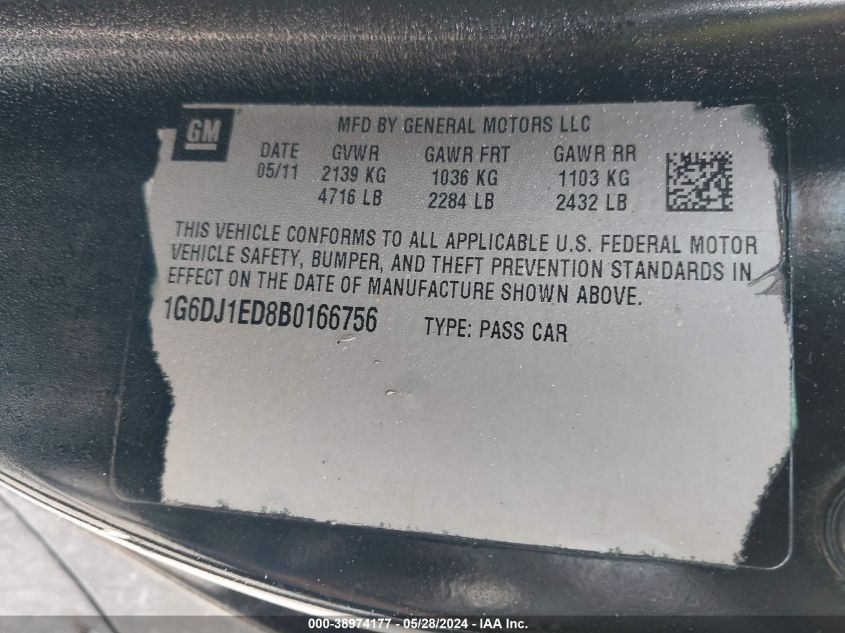 GM
MFD BY GENERAL MOTORS LLC
DATE GVWR GAWR FRT GAWR RR
05/11 2139 KG 1036 KG 1103 KG
4716 LB 2284 LB 2432 LB
THIS VEHICLE CONFORMS TO ALL APPLICABLE U.S. FEDERAL MOTOR
VEHICLE SAFETY, BUMPER, AND THEFT PREVENTION STANDARDS IN
EFFECT ON THE DATE OF MANUFACTURE SHOWN ABOVE.
1G6DJ1ED8B0166756 TYPE: PASS CAR
000-38974177 - 05/28/2024 - IAA Inc.